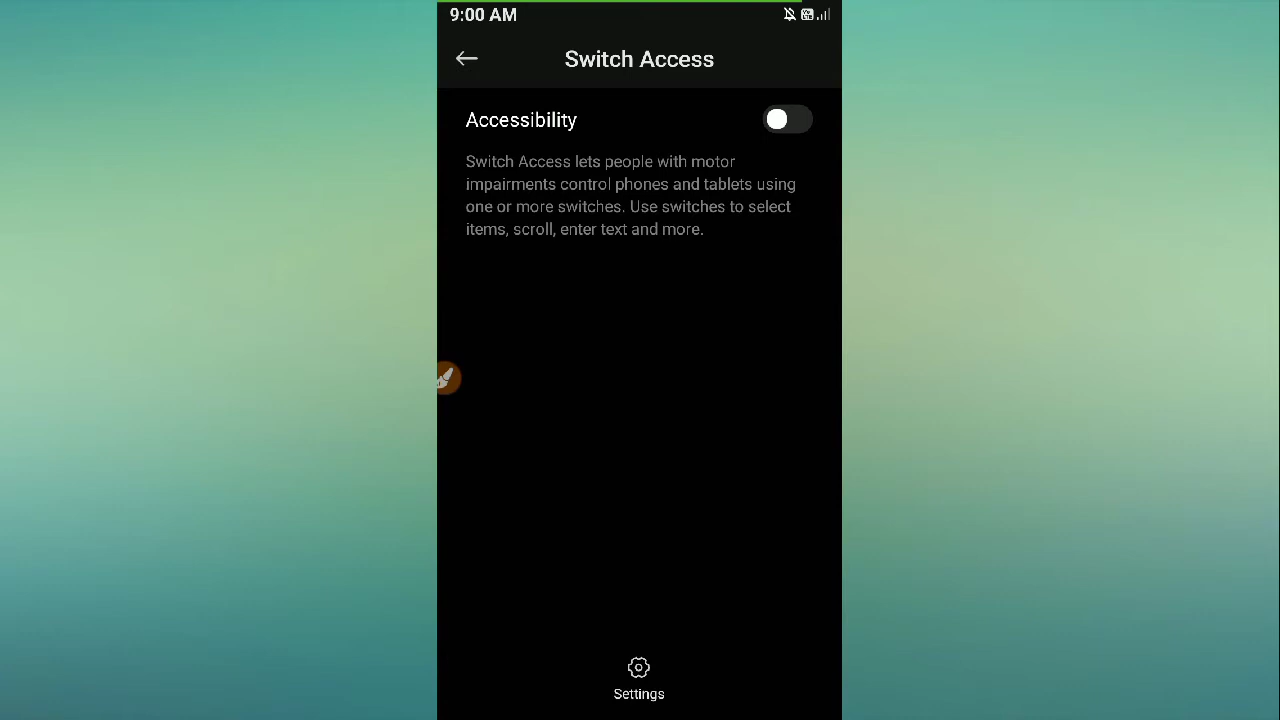 9:00 AM
Switch Access
Accessibility
Switch Access lets people with motor
impairments control phones and tablets using
one or more switches. Use switches to select
items, scroll, enter text and more.
Settings